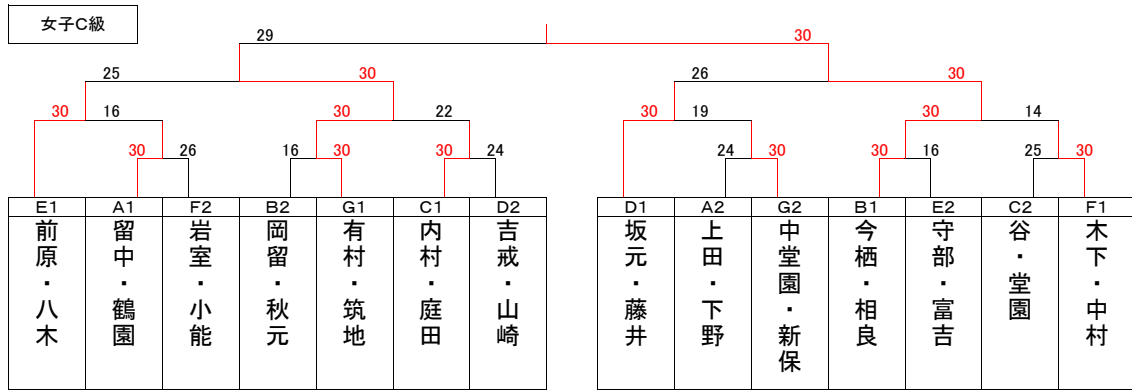 女子C級
29 30
25 30 26 30
30 16 30 22 30 19 30 14
30 26 16 30 30 24 24 30 30 16 25 30
E1 A1 F2 B2 G1 C1 D2 D1 A2 G2 B1 E2 C2 F1
前原・八木
留中・鶴園
岩室・小能
岡留・秋元
有村・筑地
内村・庭田
吉戒・山崎
坂元・藤井
上田・下野
中堂園・新保
今栖・相良
守部・富吉
谷・堂園
木下・中村